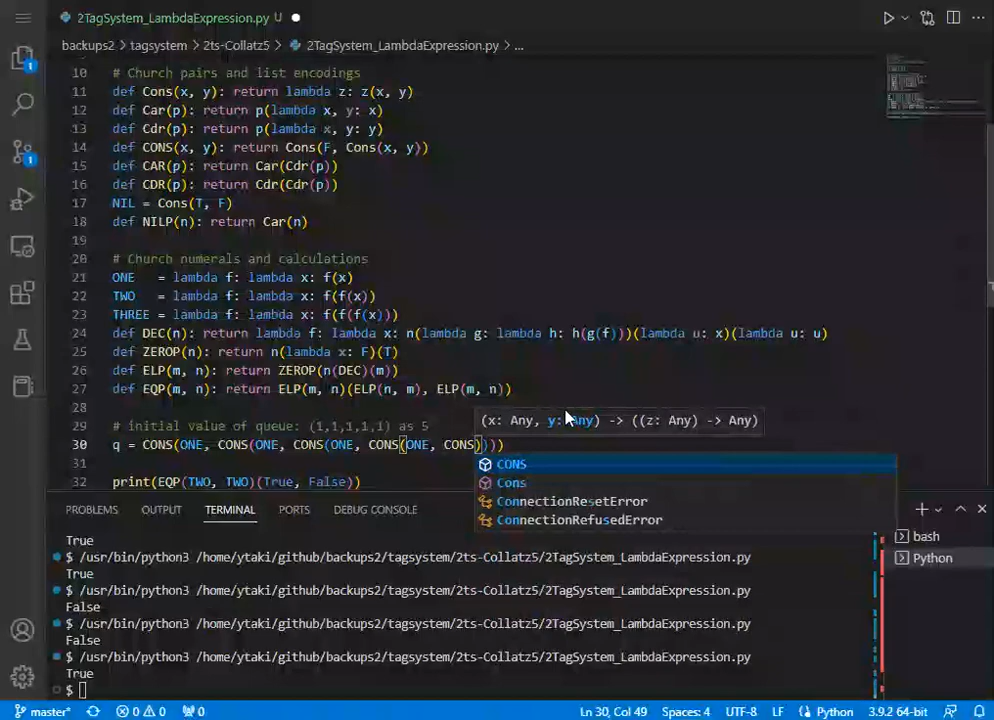 2TagSystem_LambdaExpression.py U
backups2 > tagsystem > 2ts-Collatz5 > 2TagSystem_LambdaExpression.py > ...
10 # Church pairs and list encodings
11 def Cons(x, y): return lambda z: z(x, y)
12 def Car(p): return p(lambda x, y: x)
13 def Cdr(p): return p(lambda x, y: y)
14 def CONS(x, y): return Cons(F, Cons(x, y))
15 def CAR(p): return Car(Cdr(p))
16 def CDR(p): return Cdr(Cdr(p))
17 NIL = Cons(T, F)
18 def NILP(n): return Car(n)
19
20 # Church numerals and calculations
21 ONE   = lambda f: lambda x: f(x)
22 TWO   = lambda f: lambda x: f(f(x))
23 THREE = lambda f: lambda x: f(f(f(x)))
24 def DEC(n): return lambda f: lambda x: n(lambda g: lambda h: h(g(f)))(lambda u: x)(lambda u: u)
25 def ZEROP(n): return n(lambda x: F)(T)
26 def ELP(m, n): return ZEROP(n(DEC)(m))
27 def EQP(m, n): return ELP(m, n)(ELP(n, m), ELP(m, n))
28
(x: Any, y: Any) -> ((z: Any) -> Any)
29 # initial value of queue: (1,1,1,1,1) as 5
30 q = CONS(ONE, CONS(ONE, CONS(ONE, CONS(ONE, CONS))))
CONS
Cons
ConnectionResetError
ConnectionRefusedError
31
32 print(EQP(TWO, TWO)(True, False))
PROBLEMS OUTPUT TERMINAL PORTS DEBUG CONSOLE
bash
Python
True
$ /usr/bin/python3 /home/ytaki/github/backups2/tagsystem/2ts-Collatz5/2TagSystem_LambdaExpression.py
True
$ /usr/bin/python3 /home/ytaki/github/backups2/tagsystem/2ts-Collatz5/2TagSystem_LambdaExpression.py
False
$ /usr/bin/python3 /home/ytaki/github/backups2/tagsystem/2ts-Collatz5/2TagSystem_LambdaExpression.py
False
$ /usr/bin/python3 /home/ytaki/github/backups2/tagsystem/2ts-Collatz5/2TagSystem_LambdaExpression.py
True
$
master* 0 0 0 Ln 30, Col 49 Spaces: 4 UTF-8 LF Python 3.9.2 64-bit